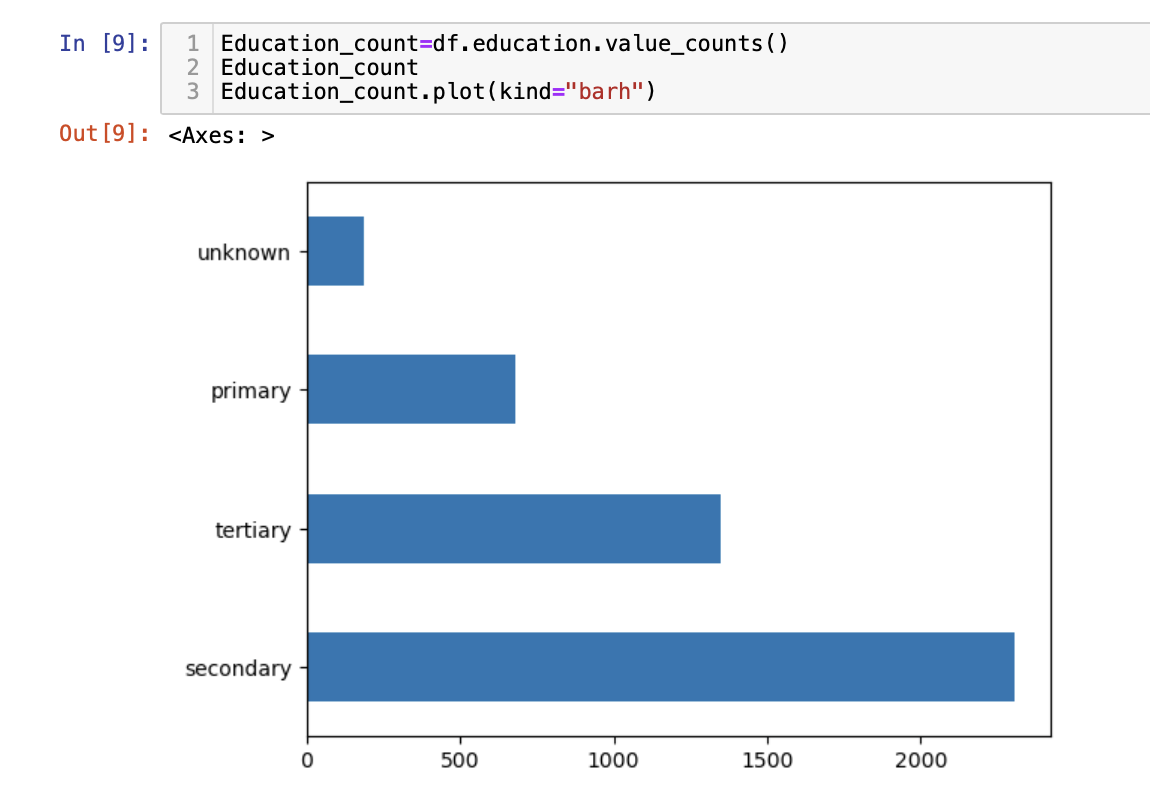 In [9]:
1 Education_count=df.education.value_counts()
2 Education_count
3 Education_count.plot(kind="barh")
Out[9]: <Axes: >
unknown
primary
tertiary
secondary
0 500 1000 1500 2000